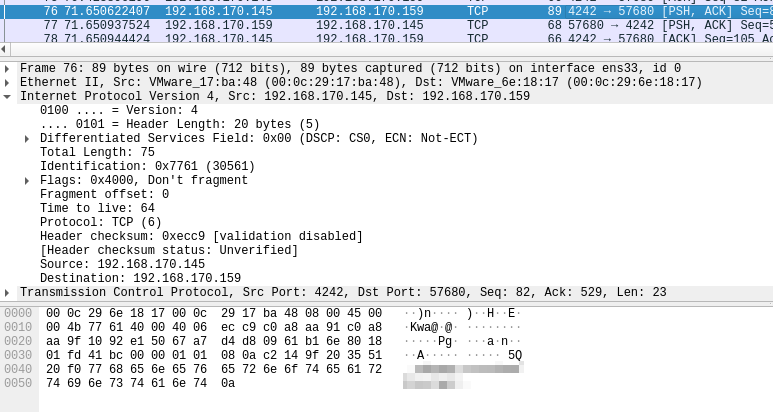 76 71.650622407 192.168.170.145 192.168.170.159 TCP 89 4242 → 57680 [PSH, ACK] Seq=8
77 71.650937524 192.168.170.159 192.168.170.145 TCP 68 57680 → 4242 [PSH, ACK] Seq=5
78 71.650944424 192.168.170.145 192.168.170.159 TCP 66 4242 → 57680 [ACK] Seq=105 Ac
Frame 76: 89 bytes on wire (712 bits), 89 bytes captured (712 bits) on interface ens33, id 0
Ethernet II, Src: VMware_17:ba:48 (00:0c:29:17:ba:48), Dst: VMware_6e:18:17 (00:0c:29:6e:18:17)
Internet Protocol Version 4, Src: 192.168.170.145, Dst: 192.168.170.159
0100 .... = Version: 4
.... 0101 = Header Length: 20 bytes (5)
Differentiated Services Field: 0x00 (DSCP: CS0, ECN: Not-ECT)
Total Length: 75
Identification: 0x7761 (30561)
Flags: 0x4000, Don't fragment
Fragment offset: 0
Time to live: 64
Protocol: TCP (6)
Header checksum: 0xecc9 [validation disabled]
[Header checksum status: Unverified]
Source: 192.168.170.145
Destination: 192.168.170.159
Transmission Control Protocol, Src Port: 4242, Dst Port: 57680, Seq: 82, Ack: 529, Len: 23
0000 00 0c 29 6e 18 17 00 0c 29 17 ba 48 08 00 45 00 ··)n···· )··H··E·
0010 00 4b 77 61 40 00 40 06 ec c9 c0 a8 aa 91 c0 a8 ·Kwa@·@· ········
0020 aa 9f 10 92 e1 50 67 a7 d4 d8 09 61 b1 6e 80 18 ·····Pg· ···a·n··
0030 01 fd 41 bc 00 00 01 01 08 0a c2 14 9f 20 35 51 ··A····· ····· 5Q
0040 20 f0 77 68 65 6e 65 76 65 72 6e 6f 74 65 61 72
0050 74 69 6e 73 74 61 6e 74 0a